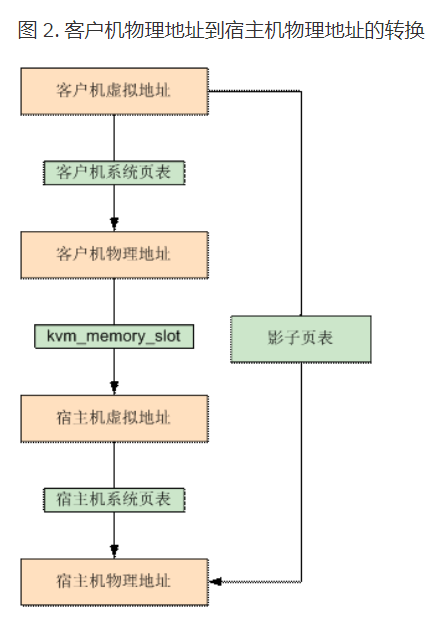 图 2. 客户机物理地址到宿主机物理地址的转换
客户机虚拟地址
客户机系统页表
客户机物理地址
kvm_memory_slot
影子页表
宿主机虚拟地址
宿主机系统页表
宿主机物理地址